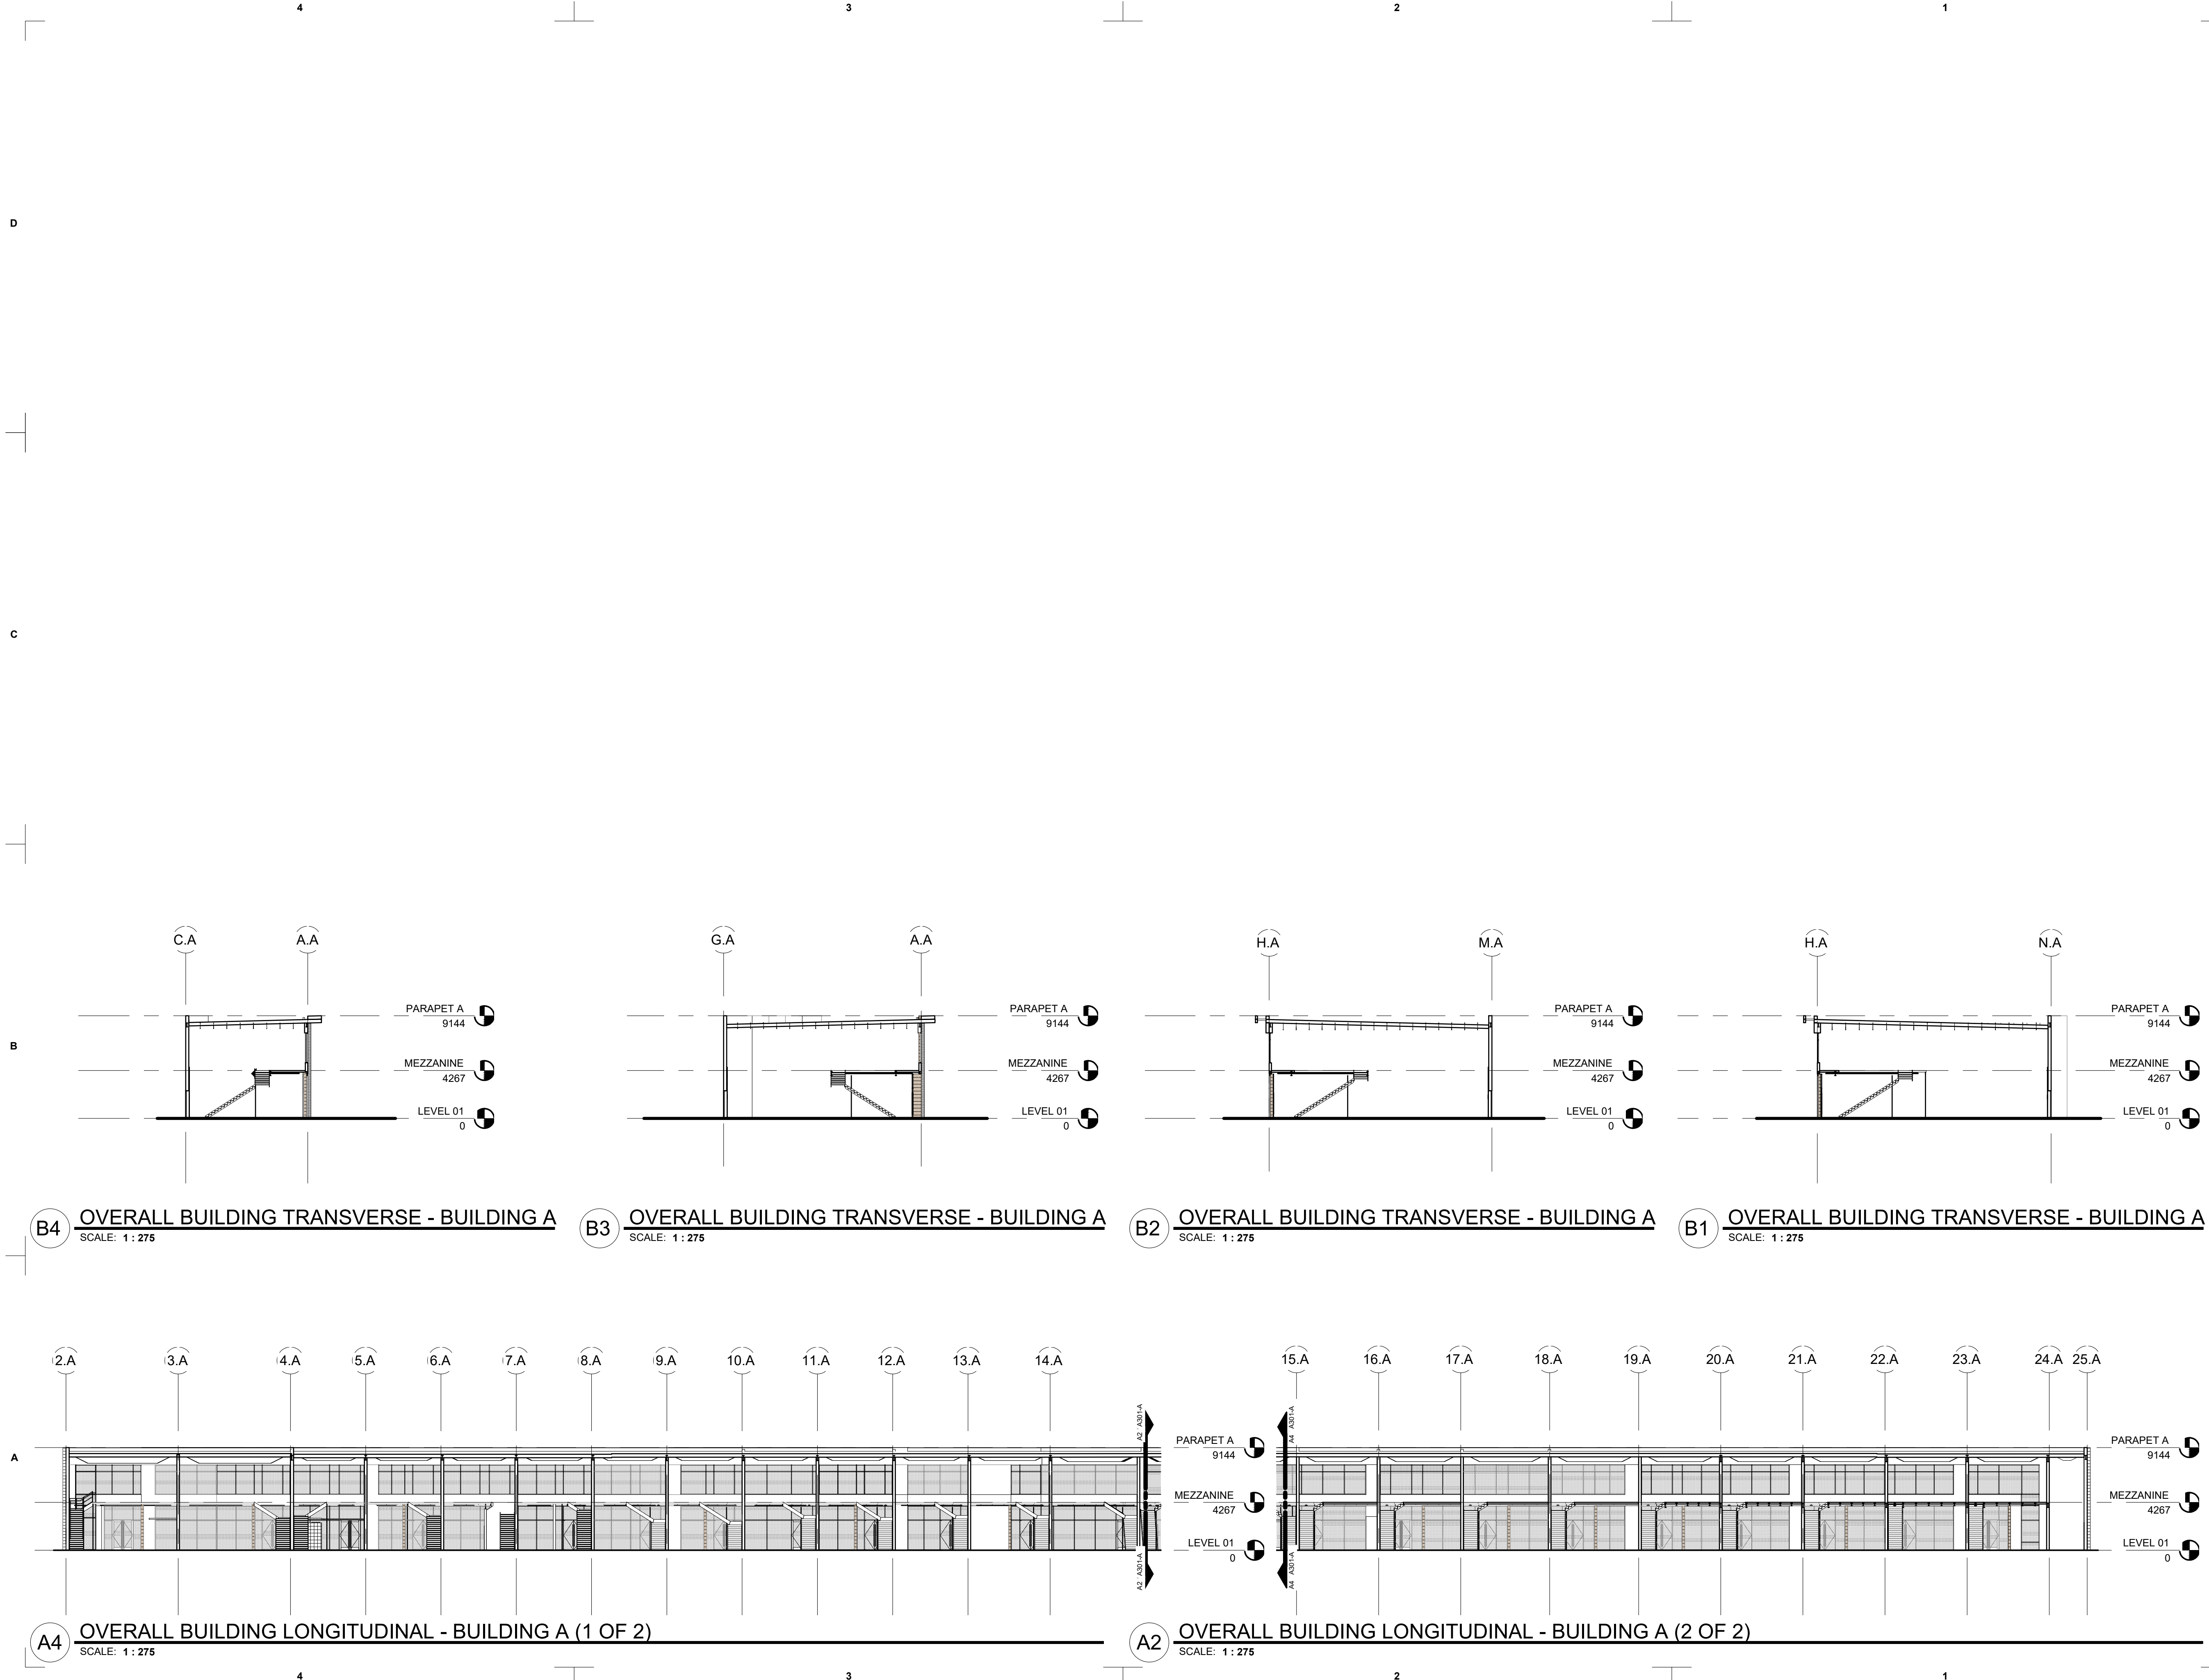 4 3 2 1
D
C
C.A A.A G.A A.A H.A M.A H.A N.A
PARAPET A
9144
PARAPET A
9144
PARAPET A
9144
PARAPET A
9144
B
MEZZANINE
4267
MEZZANINE
4267
MEZZANINE
4267
MEZZANINE
4267
LEVEL 01
0
LEVEL 01
0
LEVEL 01
0
LEVEL 01
0
B4 OVERALL BUILDING TRANSVERSE - BUILDING A
SCALE: 1 : 275
B3 OVERALL BUILDING TRANSVERSE - BUILDING A
SCALE: 1 : 275
B2 OVERALL BUILDING TRANSVERSE - BUILDING A
SCALE: 1 : 275
B1 OVERALL BUILDING TRANSVERSE - BUILDING A
SCALE: 1 : 275
2.A 3.A 4.A 5.A 6.A 7.A 8.A 9.A 10.A 11.A 12.A 13.A 14.A
15.A 16.A 17.A 18.A 19.A 20.A 21.A 22.A 23.A 24.A 25.A
A2 A301-A
A4 A301-A
A
PARAPET A
9144
PARAPET A
9144
MEZZANINE
4267
MEZZANINE
4267
LEVEL 01
0
LEVEL 01
0
A2 A301-A
A4 A301-A
A4 OVERALL BUILDING LONGITUDINAL - BUILDING A (1 OF 2)
SCALE: 1 : 275
A2 OVERALL BUILDING LONGITUDINAL - BUILDING A (2 OF 2)
SCALE: 1 : 275
4 3 2 1